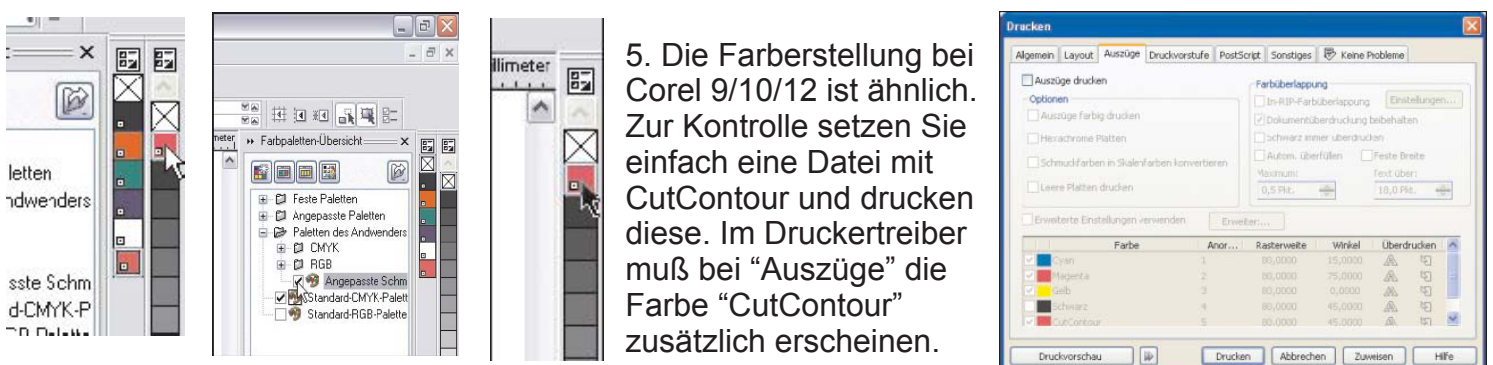 letten
ndwenders
sste Schm
d-CMYK-P
meter
Farbpaletten-Übersicht
Feste Paletten
Angepasste Paletten
Paletten des Andwenders
CMYK
RGB
Angepasste Schm
Standard-CMYK-Palett
Standard-RGB-Palette
llimeter
5. Die Farberstellung bei
Corel 9/10/12 ist ähnlich.
Zur Kontrolle setzen Sie
einfach eine Datei mit
CutContour und drucken
diese. Im Druckertreiber
muß bei “Auszüge” die
Farbe “CutContour”
zusätzlich erscheinen.
Drucken
Algemein Layout Auszüge Druckvorstufe PostScript Sonstiges Keine Probleme
Auszüge drucken
Optionen
Auszüge farbig drucken
Hexachrome Platten
Schmuckfarben in Skalenfarben konvertieren
Leere Platten drucken
Farbüberlappung
In-RIP-Farbüberlappung Einstellungen...
Dokumentüberdruckung beibehalten
Schwarz immer überdrucken
Autom. überfüllen Feste Breite
Maximum: Text über:
0,5 Pkt. 10,0 Pkt.
Erweiterte Einstellungen verwenden Erweiter:...
Farbe Anor... Rasterweite Winkel Überdrucken
Cyan 1 80,0000 15,0000
Magenta 2 80,0000 75,0000
Gelb 3 80,0000 0,0000
Schwarz 4 80,0000 45,0000
CutContour 5 80,0000 45,0000
Druckvorschau Drucken Abbrechen Zuweisen Hilfe